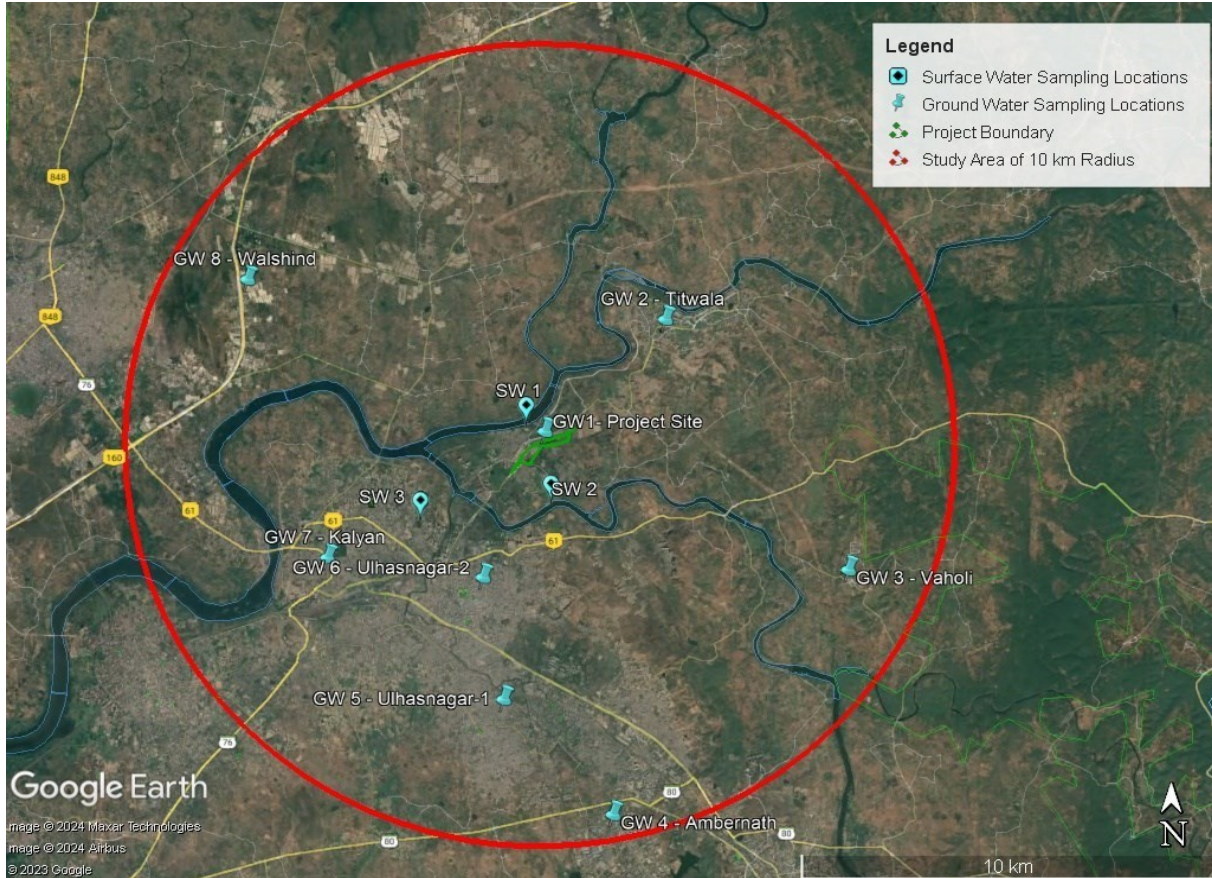 Legend
Surface Water Sampling Locations
Ground Water Sampling Locations
Project Boundary
Study Area of 10 km Radius
848
GW 8 - Walshind
GW 2 - Titwala
848
76
SW 1
GW1- Project Site
160
SW 2
SW 3
61
61
61
GW 7 - Kalyan
GW 6 - Ulhasnagar-2
GW 3 - Vaholi
GW 5 - Ulhasnagar-1
76
Google Earth
80
GW 4 - Ambernath
80
80
mage © 2024 Maxar Technologies
mage © 2024 Airbus
© 2023 Google
10 km
N